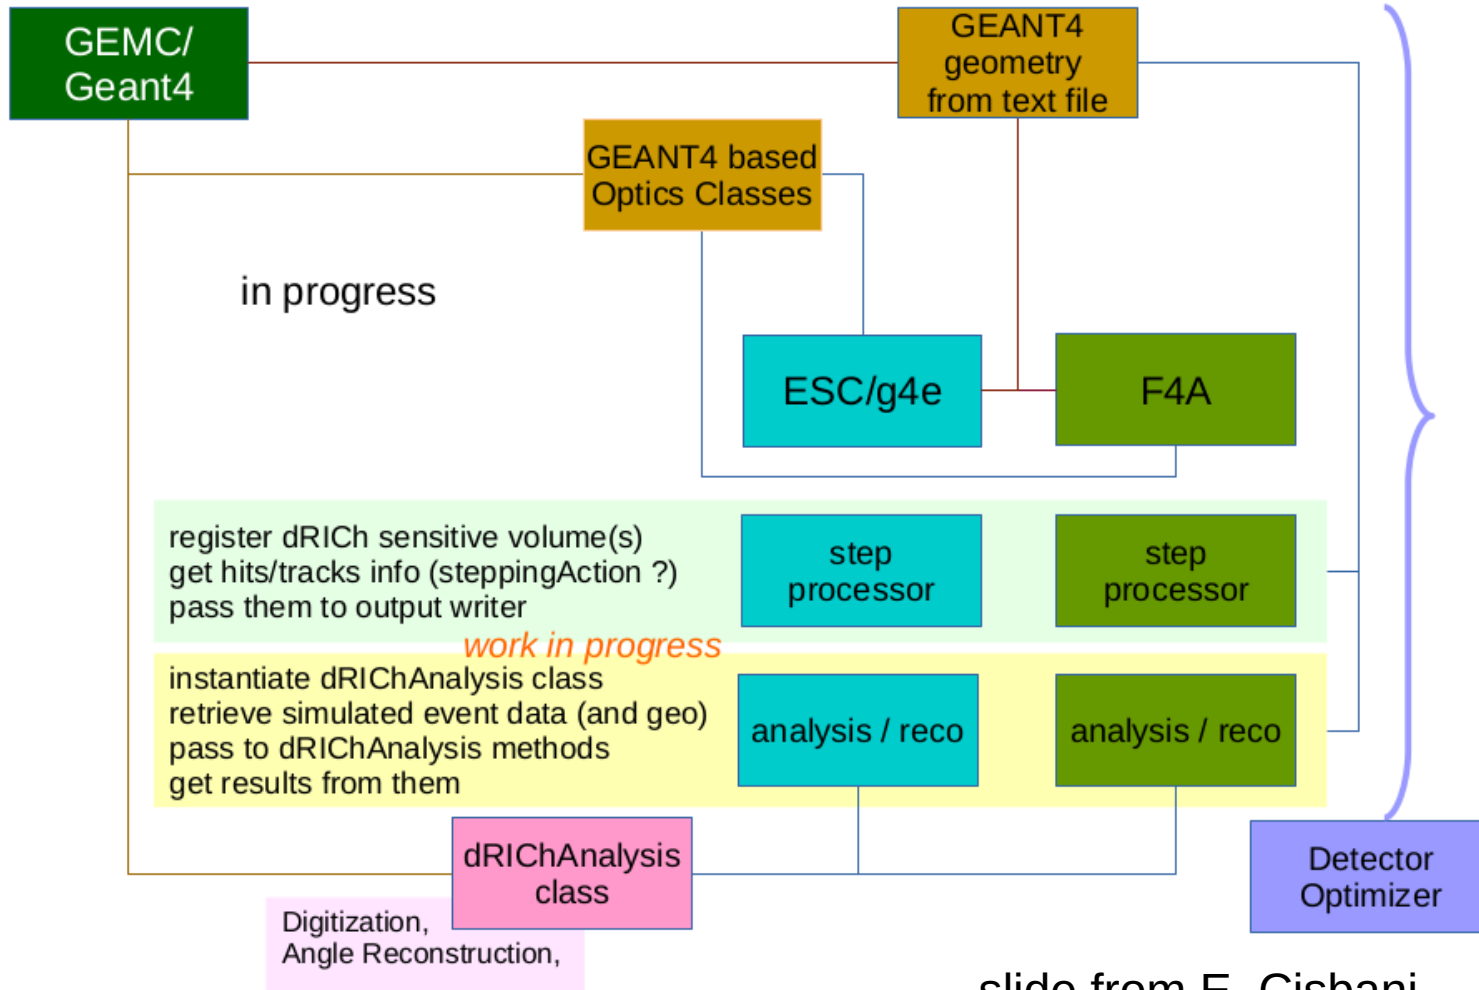 GEMC/
Geant4
GEANT4
geometry
from text file
GEANT4 based
Optics Classes
in progress
ESC/g4e
F4A
register dRICh sensitive volume(s)
get hits/tracks info (steppingAction ?)
pass them to output writer
step
processor
step
processor
work in progress
instantiate dRIChAnalysis class
retrieve simulated event data (and geo)
pass to dRIChAnalysis methods
get results from them
analysis / reco
analysis / reco
dRIChAnalysis
class
Detector
Optimizer
Digitization,
Angle Reconstruction,
slide from E. Cisbani